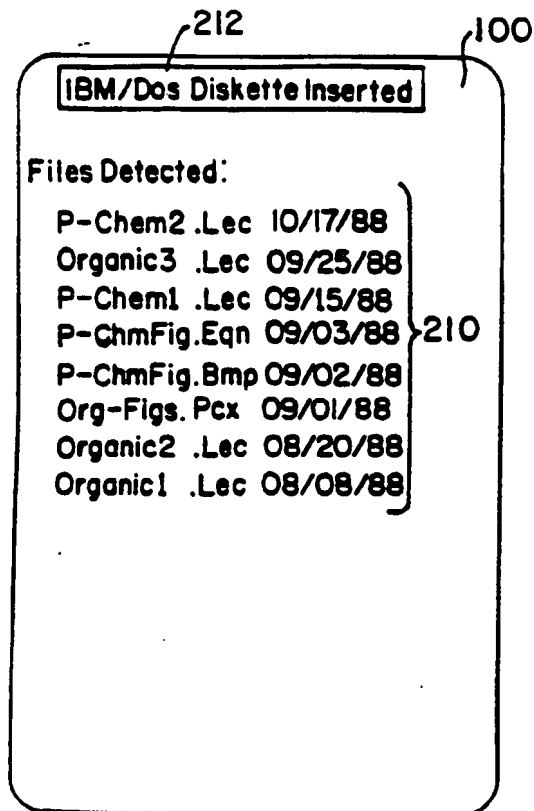 212
100
IBM/Dos Diskette Inserted
Files Detected:
P-Chem2 .Lec 10/17/88
Organic3 .Lec 09/25/88
P-Chem1 .Lec 09/15/88
P-ChmFig.Eqn 09/03/88
210
P-ChmFig.Bmp 09/02/88
Org-Figs.Pcx 09/01/88
Organic2 .Lec 08/20/88
Organic1 .Lec 08/08/88